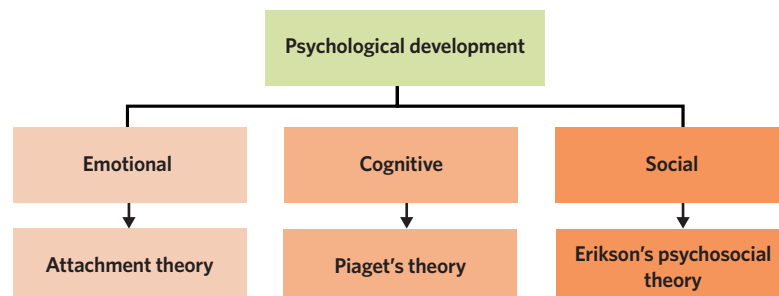 Psychological development
Emotional
Cognitive
Social
Attachment theory
Piaget's theory
Erikson's psychosocial
theory